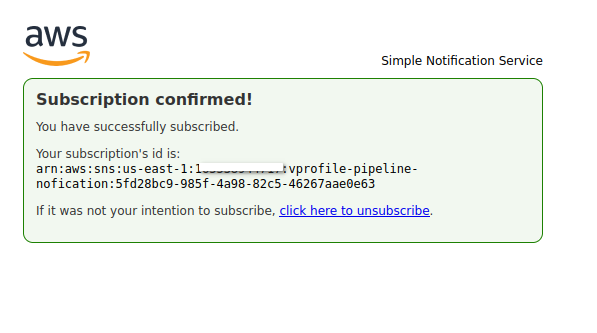 aws
Simple Notification Service
Subscription confirmed!
You have successfully subscribed.
Your subscription's id is:
arn:aws:sns:us-east-1: :vprofile-pipeline-
nofication:5fd28bc9-985f-4a98-82c5-46267aae0e63
If it was not your intention to subscribe, click here to unsubscribe.